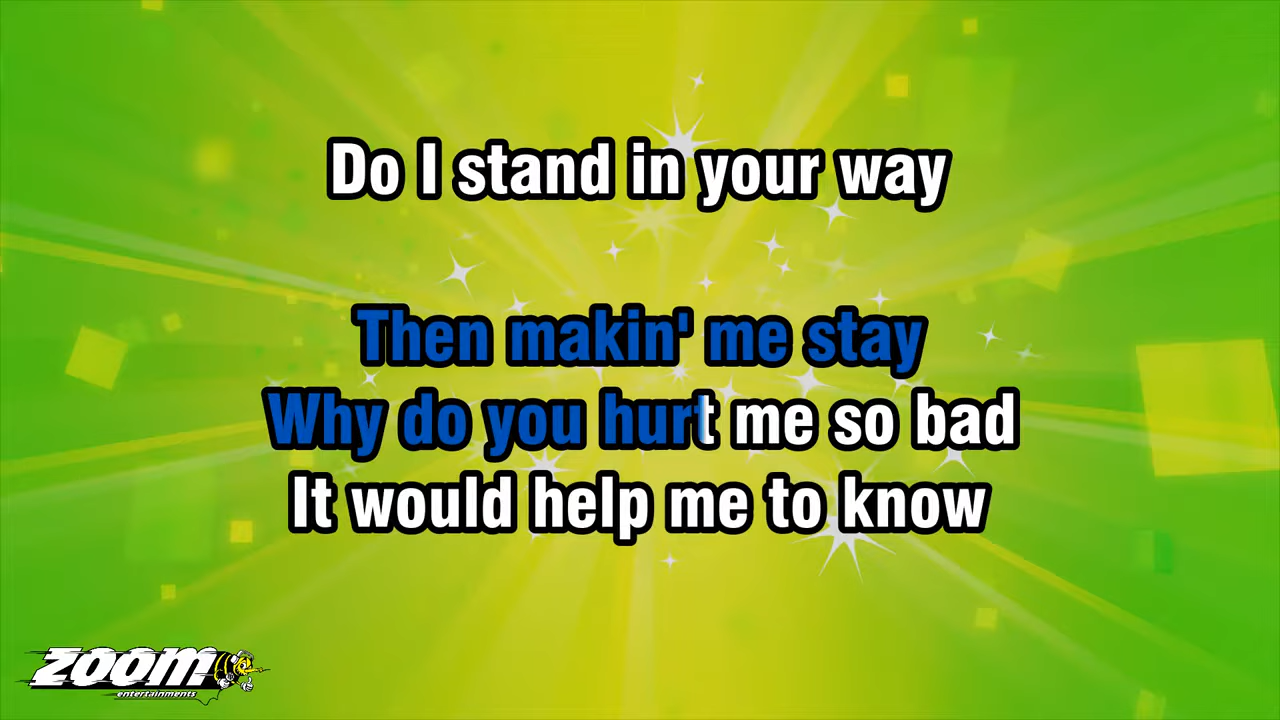 Do I stand in your way
Then makin' me stay
Why do you hurt me so bad
It would help me to know
ZOOM
entertainments